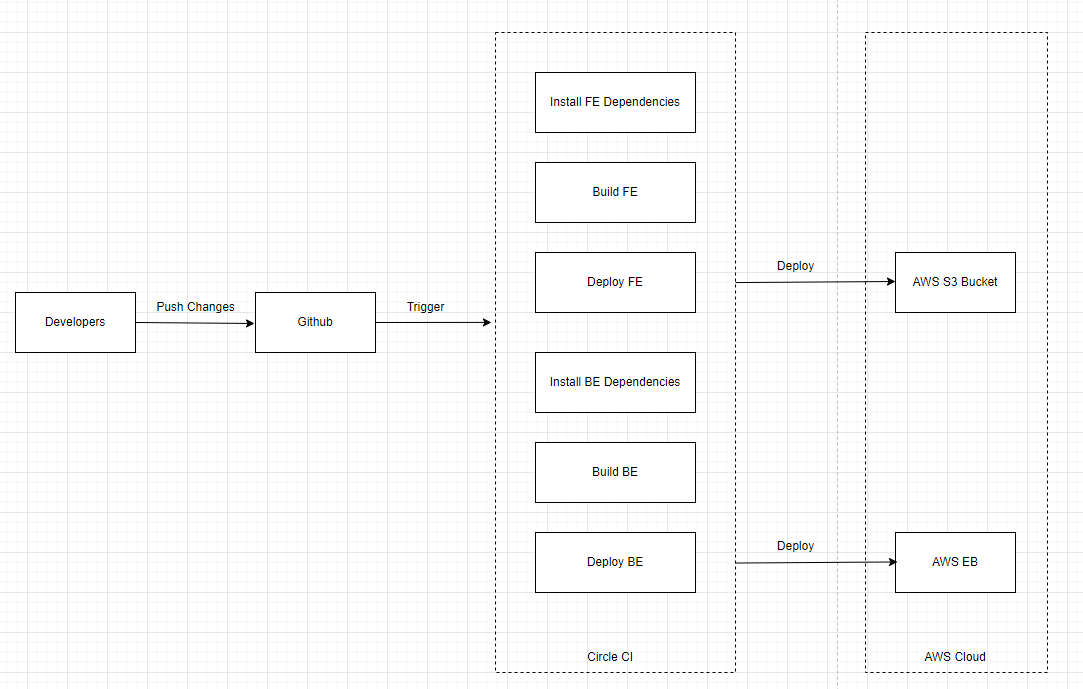 Install FE Dependencies
Build FE
Deploy FE
Deploy
AWS S3 Bucket
Developers
Push Changes
Github
Trigger
Install BE Dependencies
Build BE
Deploy BE
Deploy
AWS EB
Circle CI
AWS Cloud